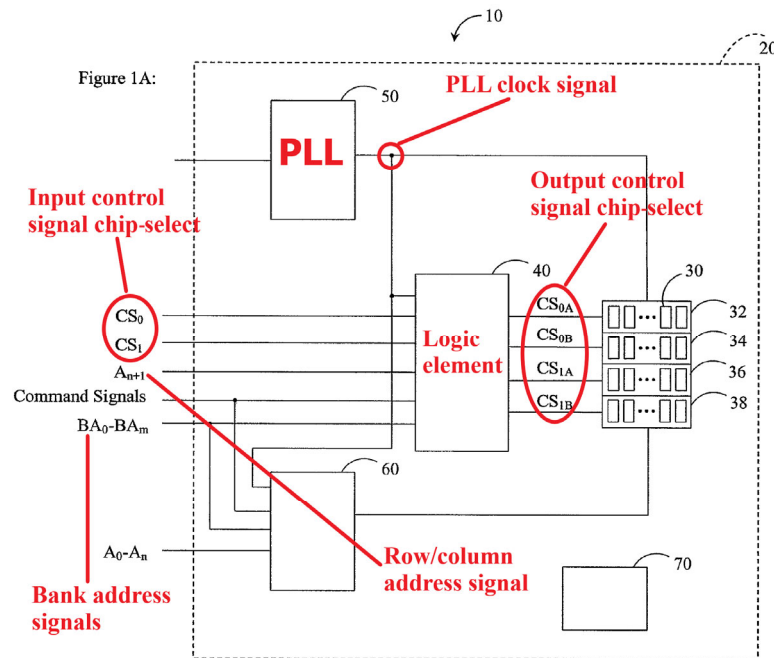 10
20
Figure 1A:
50
PLL clock signal
PLL
Input control
signal chip-select
Output control
signal chip-select
40
30
CS0
CS0A
32
CS1
Logic
element
CS0B
34
An+1
CS1A
36
Command Signals
CS1B
38
BA0-BAm
60
A0-An
Row/column
address signal
70
Bank address
signals